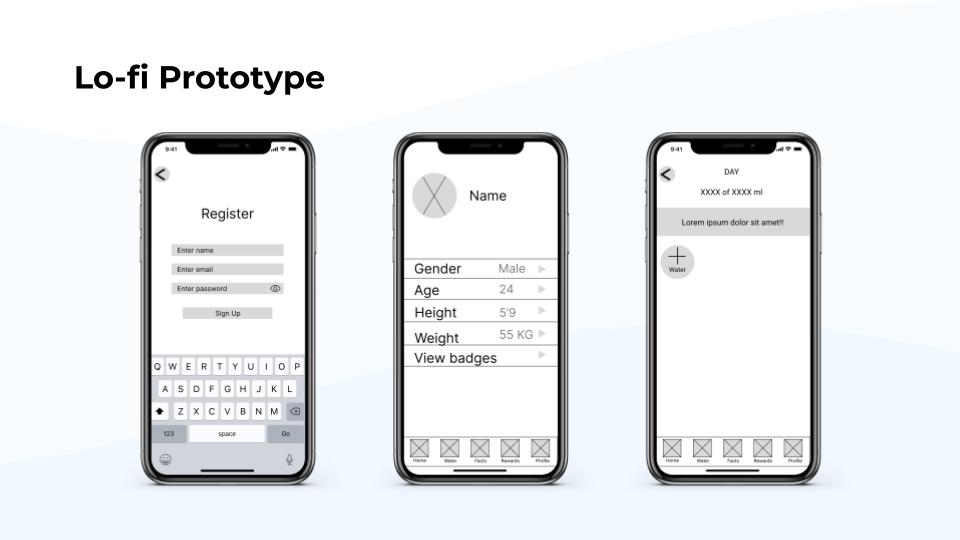 Lo-fi Prototype
9:41
Register
Enter name
Enter email
Enter password
Sign Up
Q W E R T Y U I O P
A S D F G H J K L
Z X C V B N M
123 space Go
Name
Gender Male
Age 24
Height 5'9
Weight 55 KG
View badges
Home Water Facts Rewards Profile
9:41
DAY
XXXX of XXXX ml
Lorem ipsum dolor sit amet!!
Water
Home Water Facts Rewards Profile